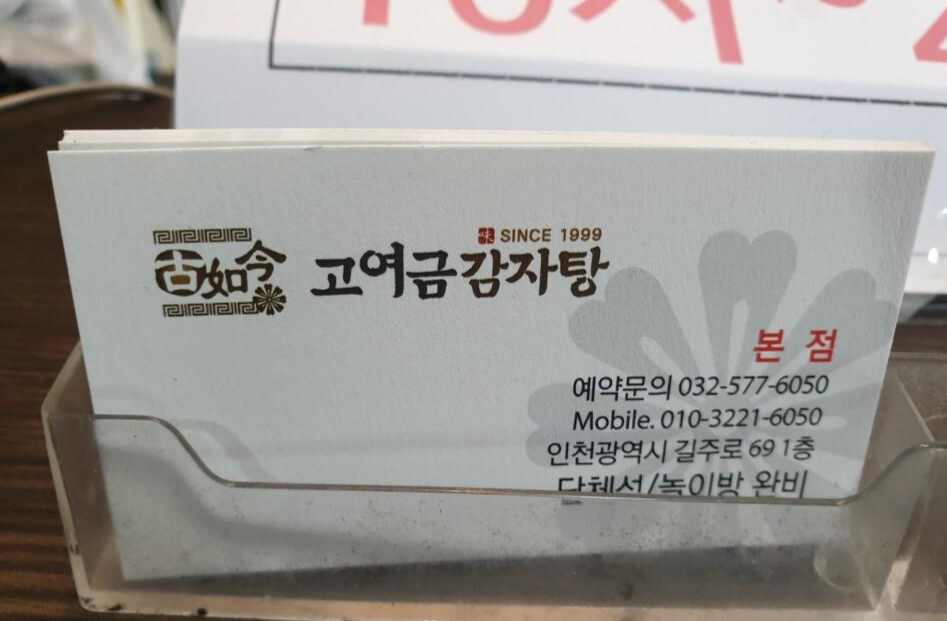 味 SINCE 1999
古如今 고여금감자탕
본 점
예약문의 032-577-6050
Mobile. 010-3221-6050
인천광역시 길주로 69 1층
단체석/놀이방 완비